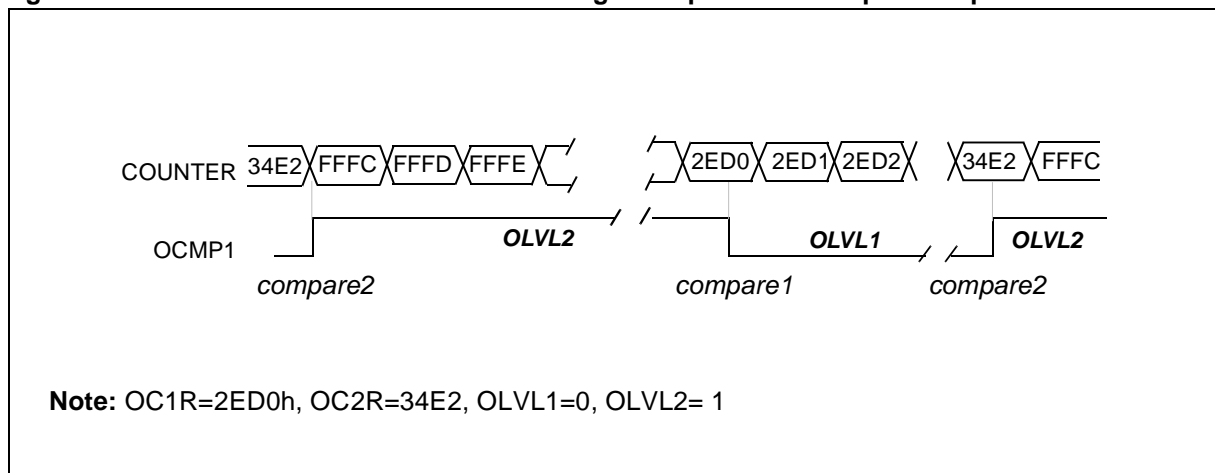 COUNTER 34E2 FFFC FFFD FFFE 2ED0 2ED1 2ED2 34E2 FFFC
OCMP1 OLVL2 OLVL1 OLVL2
compare2 compare1 compare2
Note: OC1R=2ED0h, OC2R=34E2, OLVL1=0, OLVL2= 1